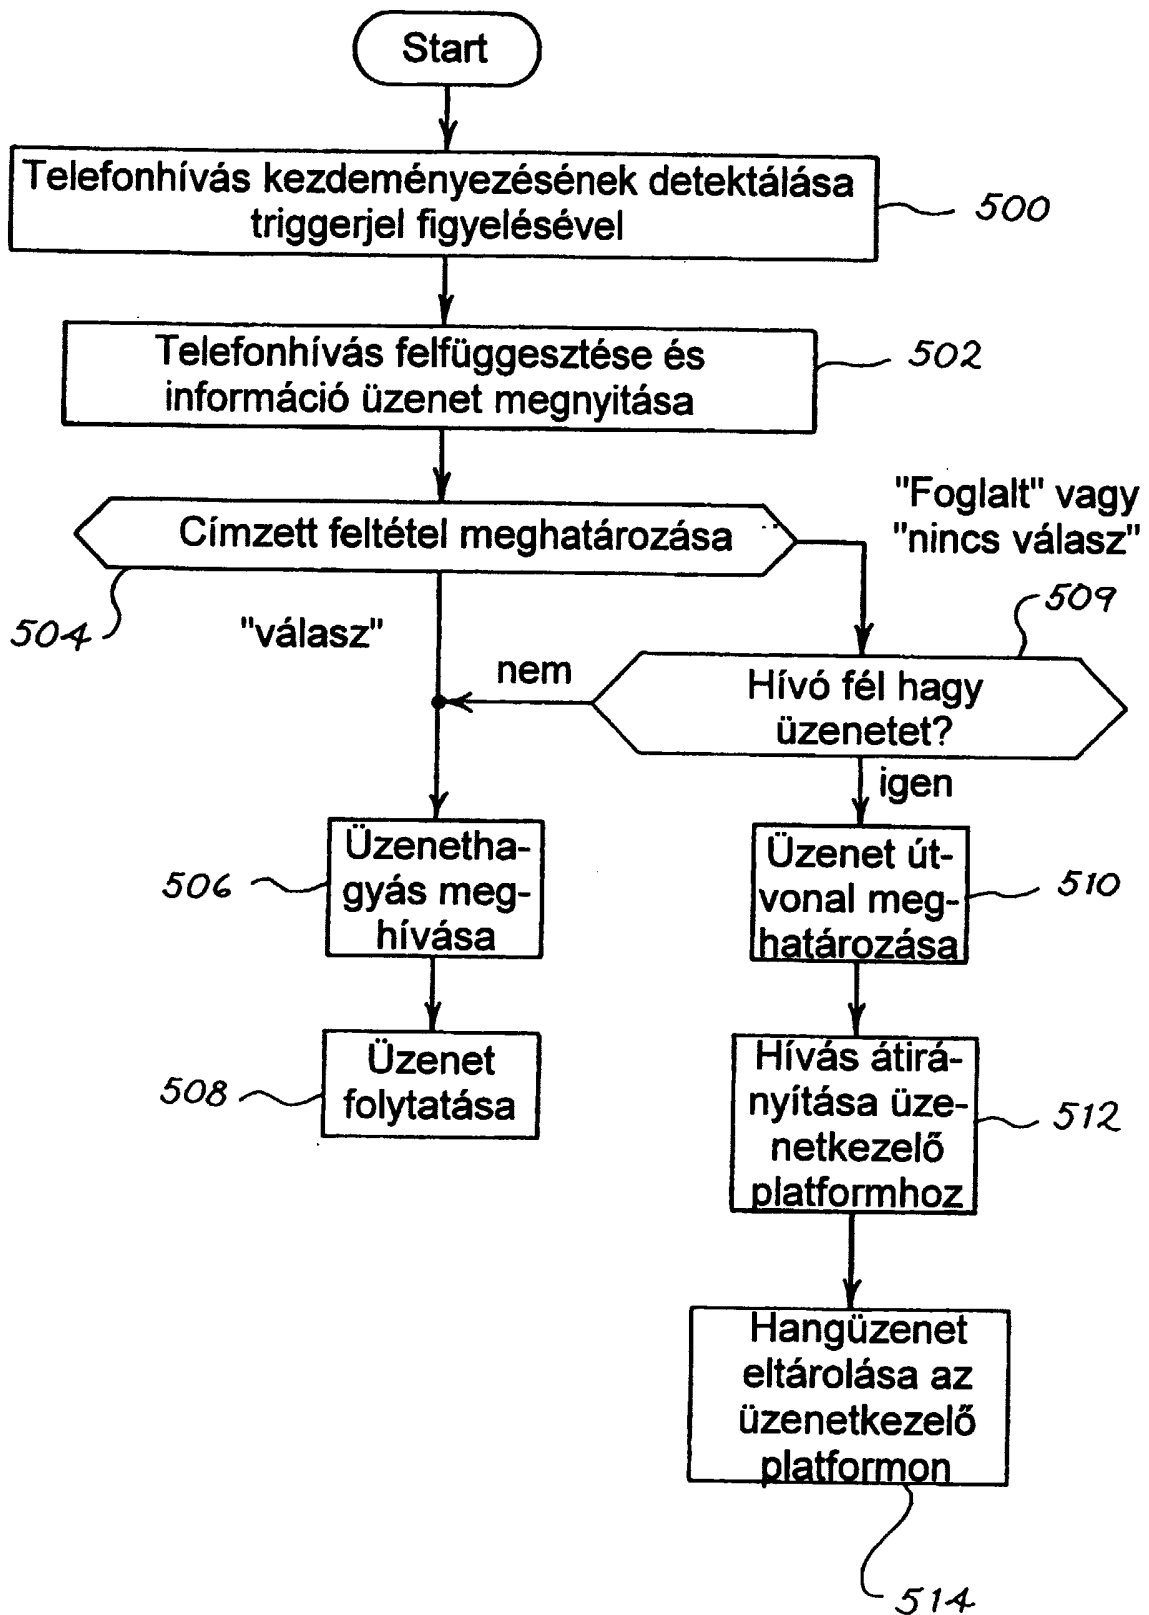 Start
Telefonhívás kezdeményezésének detektálása
triggerjel figyelésével
500
Telefonhívás felfüggesztése és
információ üzenet megnyitása
502
"Foglalt" vagy
"nincs válasz"
Címzett feltétel meghatározása
504
"válasz"
509
nem
Hívó fél hagy
üzenetet?
igen
Üzenetha-
gyás meg-
hívása
506
Üzenet út-
vonal meg-
határozása
510
Üzenet
folytatása
508
Hívás átirá-
nyítása üze-
netkezelő
platformhoz
512
Hangüzenet
eltárolása az
üzenetkezelő
platformon
514